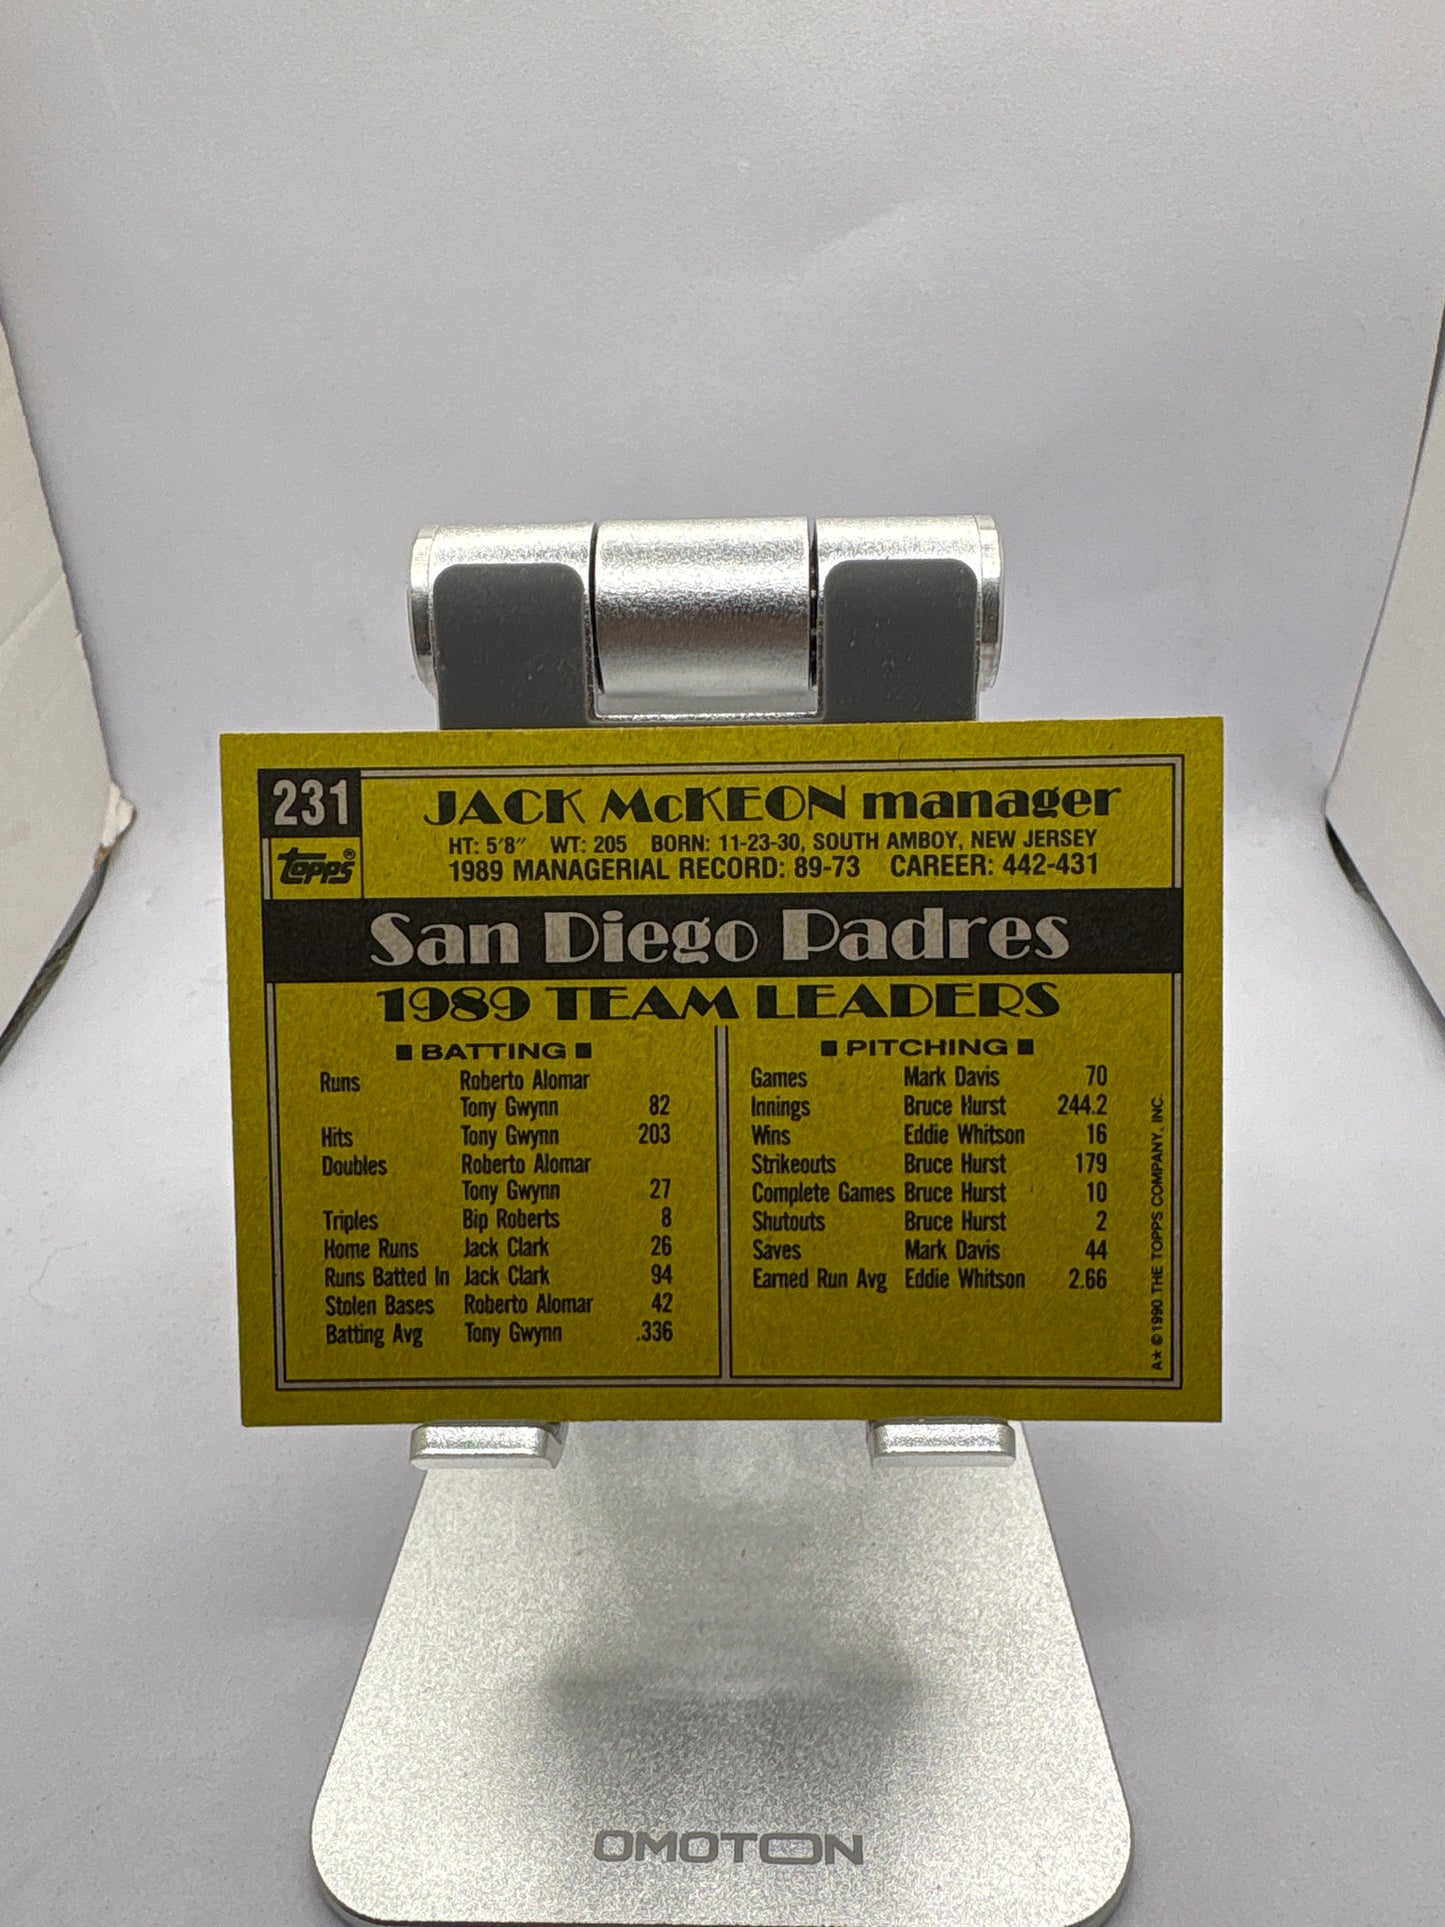 231
topps®
JACK McKEON manager
HT: 5'8" WT: 205 BORN: 11-23-30, SOUTH AMBOY, NEW JERSEY
1989 MANAGERIAL RECORD: 89-73 CAREER: 442-431
San Diego Padres
1989 TEAM LEADERS
■ BATTING ■
Runs Roberto Alomar
Tony Gwynn 82
Hits Tony Gwynn 203
Doubles Roberto Alomar
Tony Gwynn 27
Triples Bip Roberts 8
Home Runs Jack Clark 26
Runs Batted In Jack Clark 94
Stolen Bases Roberto Alomar 42
Batting Avg Tony Gwynn .336
■ PITCHING ■
Games Mark Davis 70
Innings Bruce Hurst 244.2
Wins Eddie Whitson 16
Strikeouts Bruce Hurst 179
Complete Games Bruce Hurst 10
Shutouts Bruce Hurst 2
Saves Mark Davis 44
Earned Run Avg Eddie Whitson 2.66
A★ © 1990 THE TOPPS COMPANY, INC.
OMOTON